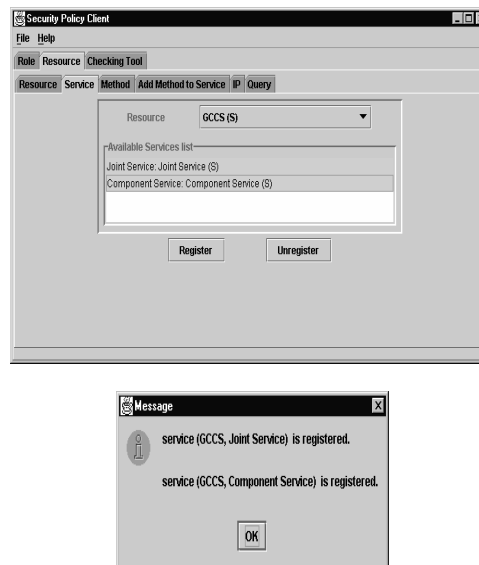 Security Policy Client
File Help
Role Resource Checking Tool
Resource Service Method Add Method to Service IP Query
Resource GCCS (S)
Available Services list
Joint Service: Joint Service (S)
Component Service: Component Service (S)
Register Unregister
Message
service (GCCS, Joint Service) is registered.
service (GCCS, Component Service) is registered.
OK